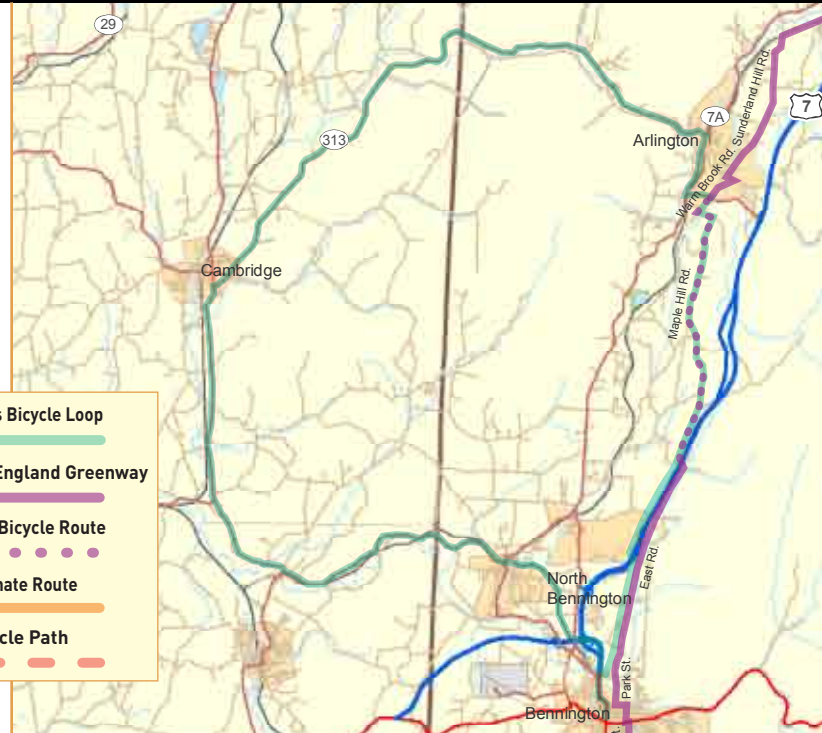 29
7A
7
Sunderland Hill Rd.
313
Arlington
Warm Brook Rd.
Cambridge
Maple Hill Rd.
s Bicycle Loop
England Greenway
Bicycle Route
nate Route
cle Path
North
Bennington
East Rd.
Park St.
Bennington
t.